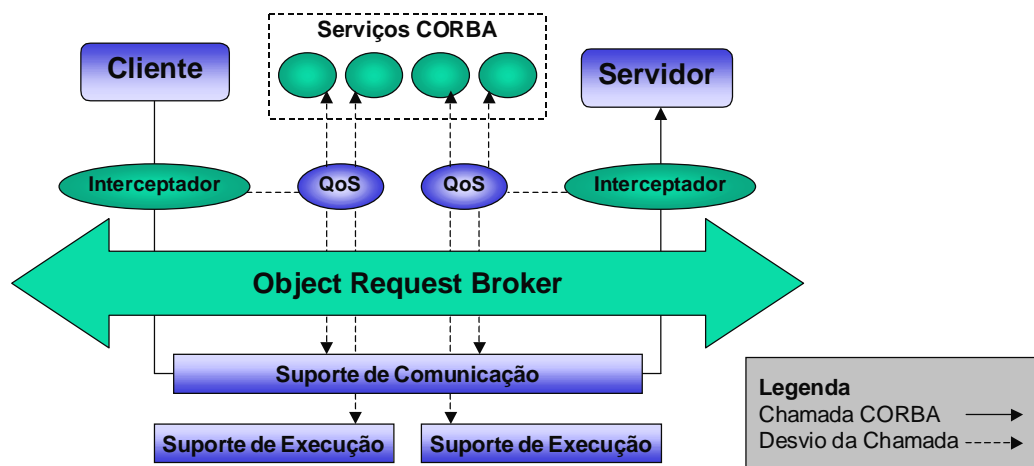 Serviços CORBA
Cliente
Servidor
Interceptador
QoS
QoS
Interceptador
Object Request Broker
Suporte de Comunicação
Suporte de Execução
Suporte de Execução
Legenda
Chamada CORBA
Desvio da Chamada